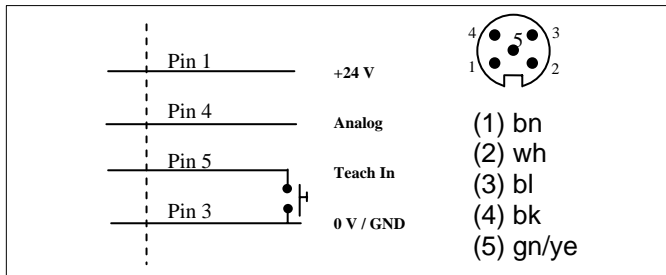 Pin 1
+24 V
Pin 4
Analog
Pin 5
Teach In
Pin 3
0 V / GND
4
5
3
1
2
(1) bn
(2) wh
(3) bl
(4) bk
(5) gn/ye